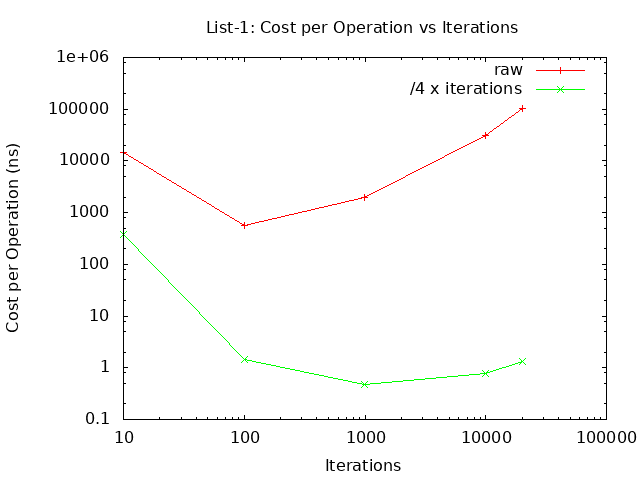 List-1: Cost per Operation vs Iterations
1e+06
100000
10000
1000
100
10
1
0.1
Cost per Operation (ns)
raw
/4 x iterations
10 100 1000 10000 100000
Iterations